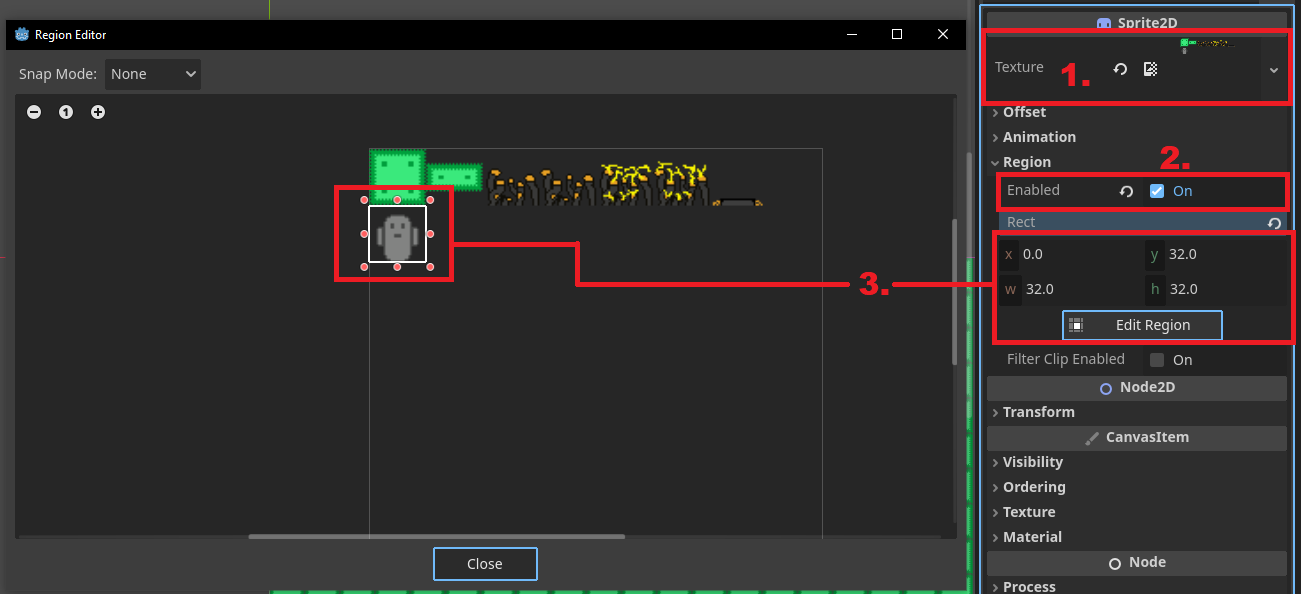 Region Editor
Snap Mode: None
1
Close
Sprite2D
Texture
1.
Offset
Animation
Region
2.
Enabled On
Rect
x 0.0 y 32.0
w 32.0 h 32.0
3.
Edit Region
Filter Clip Enabled On
Node2D
Transform
CanvasItem
Visibility
Ordering
Texture
Material
Node
Process